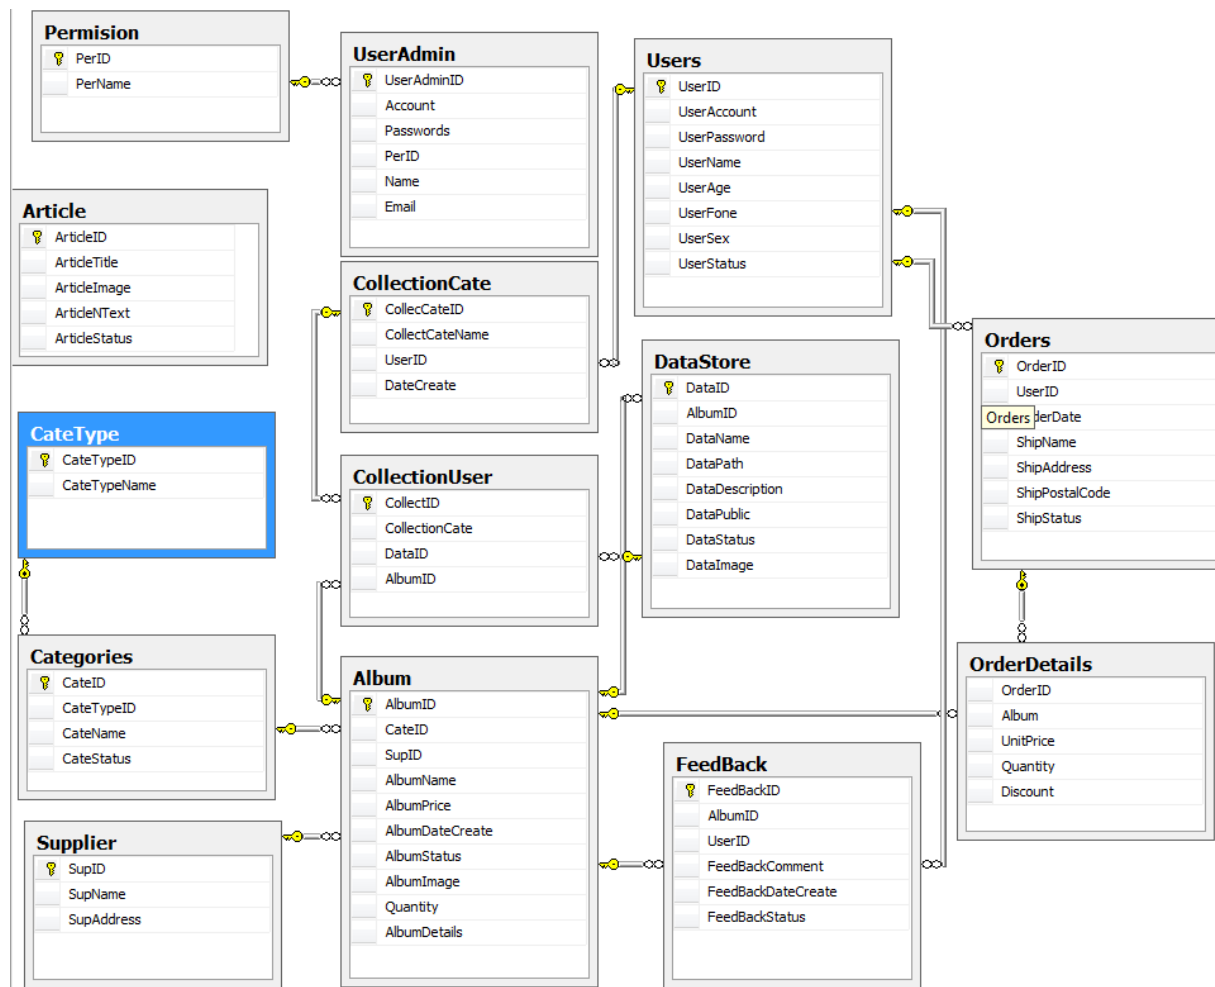 Permision
PerID
PerName
UserAdmin
UserAdminID
Account
Passwords
PerID
Name
Email
Users
UserID
UserAccount
UserPassword
UserName
UserAge
UserFone
UserSex
UserStatus
Article
ArticleID
ArticleTitle
ArticleImage
ArticleNText
ArticleStatus
CollectionCate
CollecCateID
CollectCateName
UserID
DateCreate
DataStore
DataID
AlbumID
DataName
DataPath
DataDescription
DataPublic
DataStatus
DataImage
Orders
OrderID
UserID
Orders
derDate
ShipName
ShipAddress
ShipPostalCode
ShipStatus
CateType
CateTypeID
CateTypeName
CollectionUser
CollectID
CollectionCate
DataID
AlbumID
Categories
CateID
CateTypeID
CateName
CateStatus
Album
AlbumID
CateID
SupID
AlbumName
AlbumPrice
AlbumDateCreate
AlbumStatus
AlbumImage
Quantity
AlbumDetails
OrderDetails
OrderID
Album
UnitPrice
Quantity
Discount
FeedBack
FeedBackID
AlbumID
UserID
FeedBackComment
FeedBackDateCreate
FeedBackStatus
Supplier
SupID
SupName
SupAddress